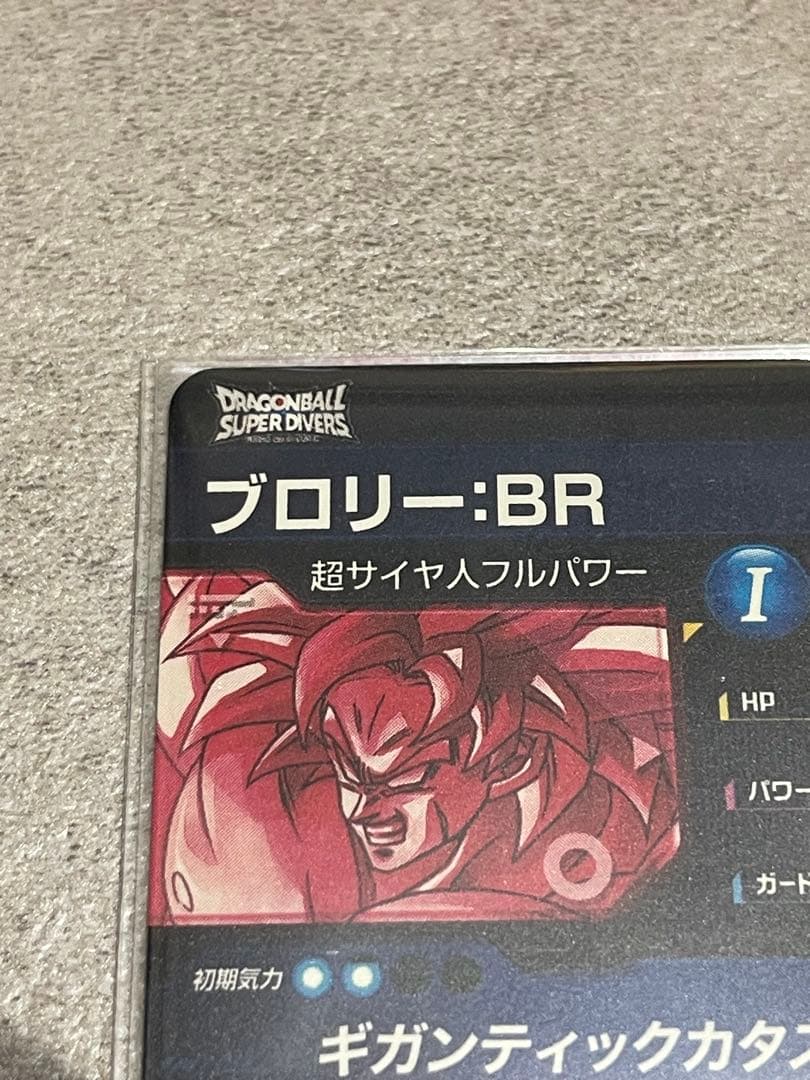 DRAGONBALL
SUPER DIVERS
ブロリー:BR
超サイヤ人フルパワー
I
HP
パワー
ガード
初期気力
ギガンティックカタス